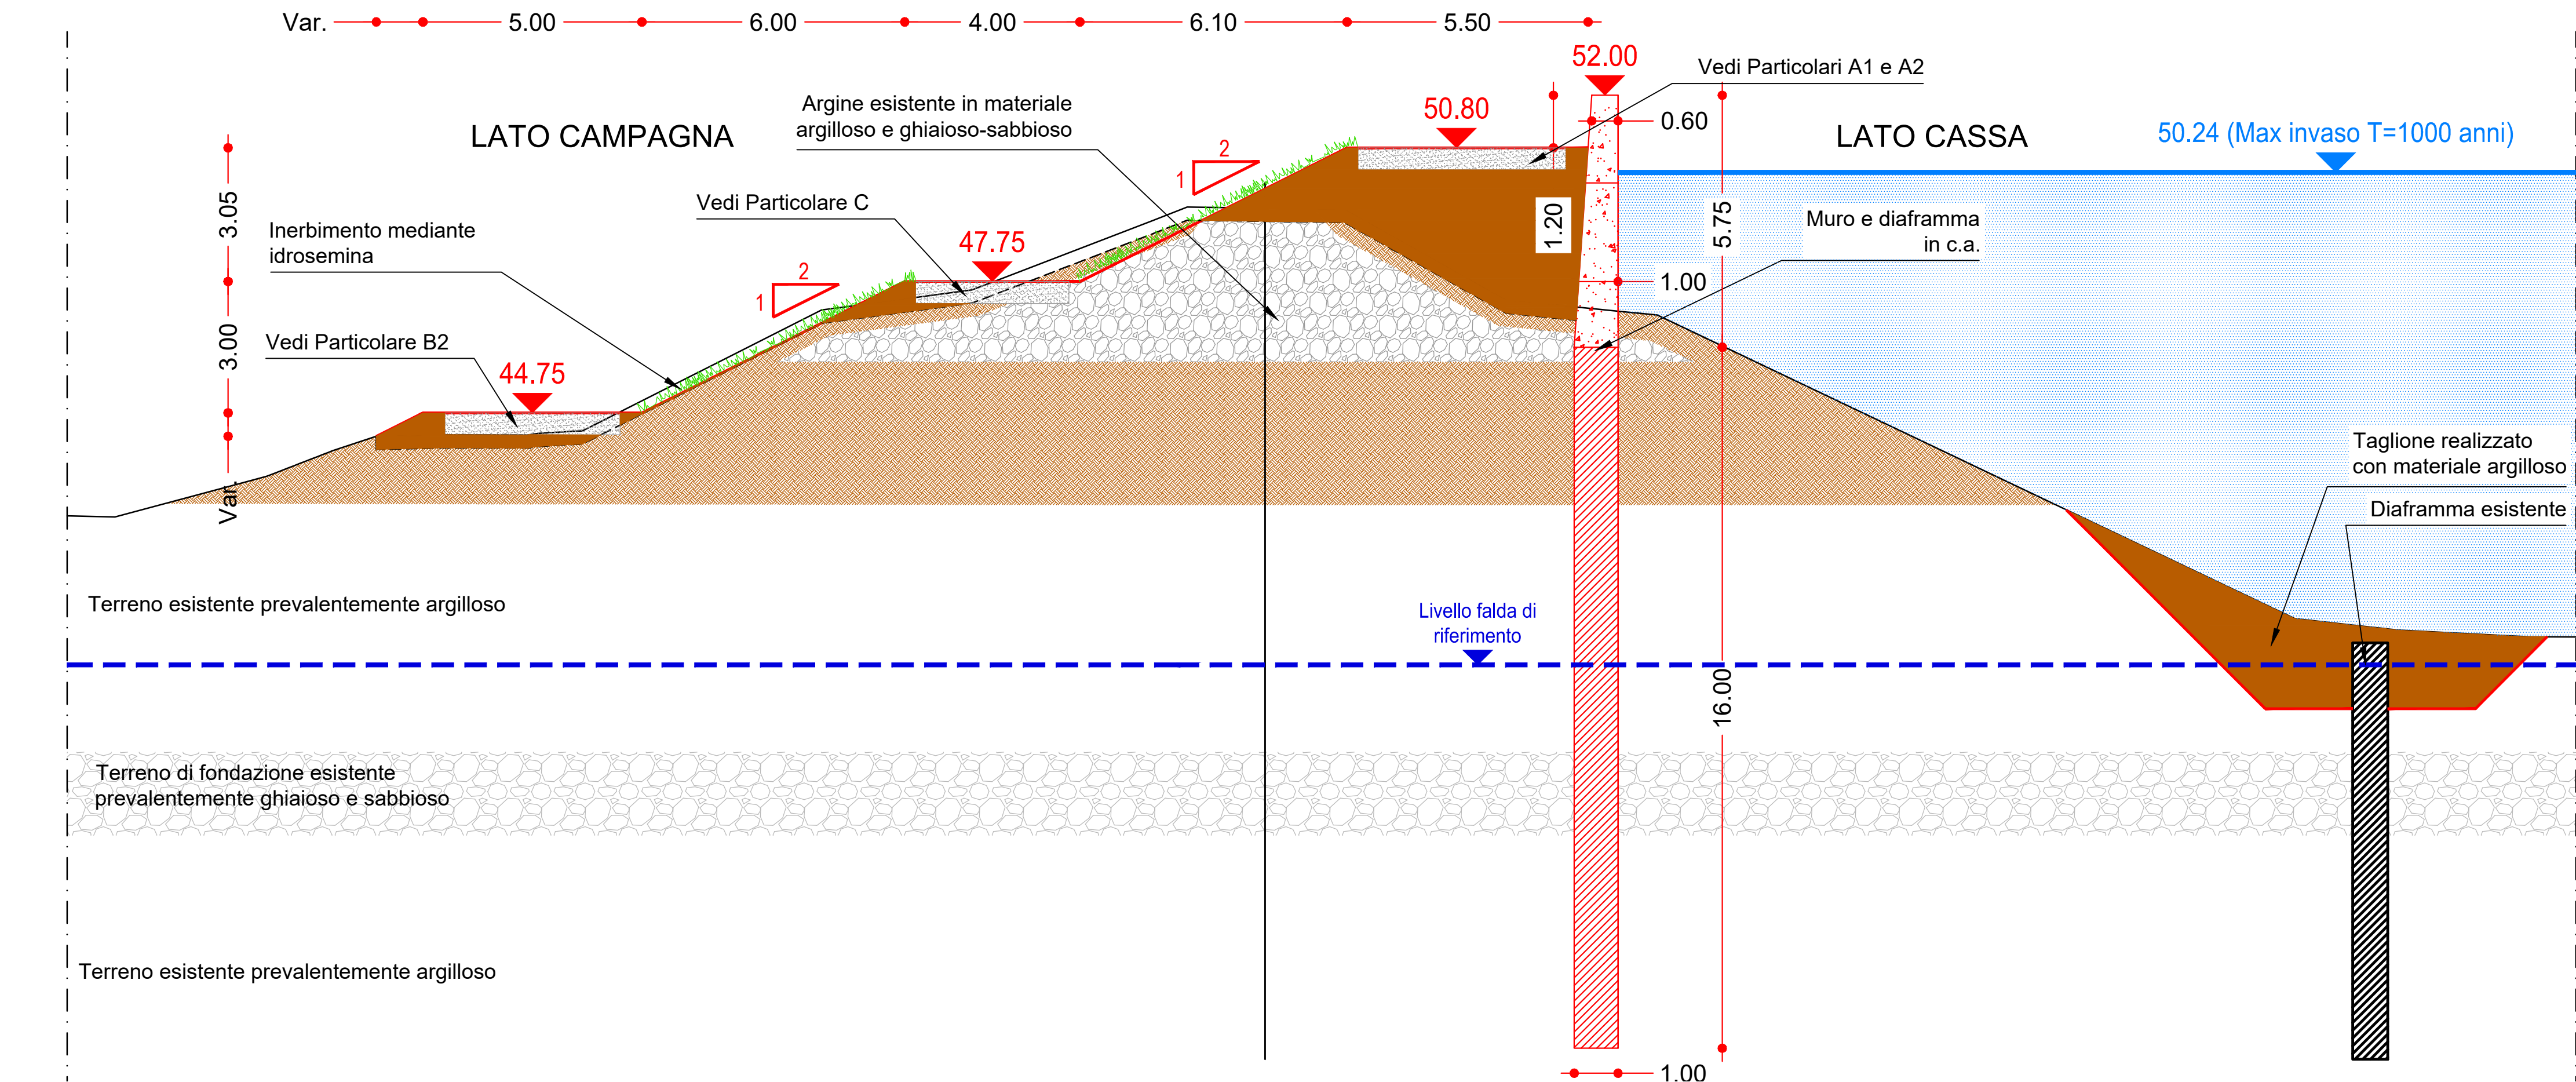 Var.
5.00
6.00
4.00
6.10
5.50
52.00
Vedi Particolari A1 e A2
Argine esistente in materiale
argilloso e ghiaioso-sabbioso
50.80
0.60
LATO CAMPAGNA
LATO CASSA
50.24 (Max invaso T=1000 anni)
2
1
3.05
Vedi Particolare C
1.20
5.75
Muro e diaframma
in c.a.
Inerbimento mediante
idrosemina
47.75
2
1
1.00
3.00
Vedi Particolare B2
44.75
Var.
Taglione realizzato
con materiale argilloso
Diaframma esistente
Terreno esistente prevalentemente argilloso
Livello falda di
riferimento
16.00
Terreno di fondazione esistente
prevalentemente ghiaioso e sabbioso
Terreno esistente prevalentemente argilloso
1.00